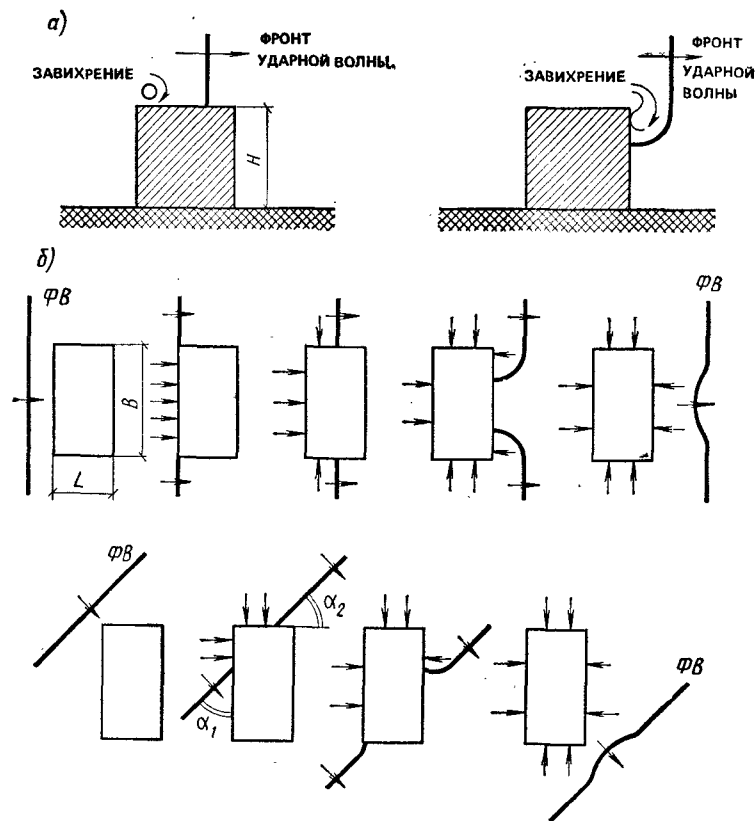 а)
ФРОНТ
УДАРНОЙ ВОЛНЫ.
ЗАВИХРЕНИЕ
H
ФРОНТ
УДАРНОЙ
ВОЛНЫ
ЗАВИХРЕНИЕ
б)
ФВ
B
L
ФВ
ФВ
α₂
α₁
ФВ